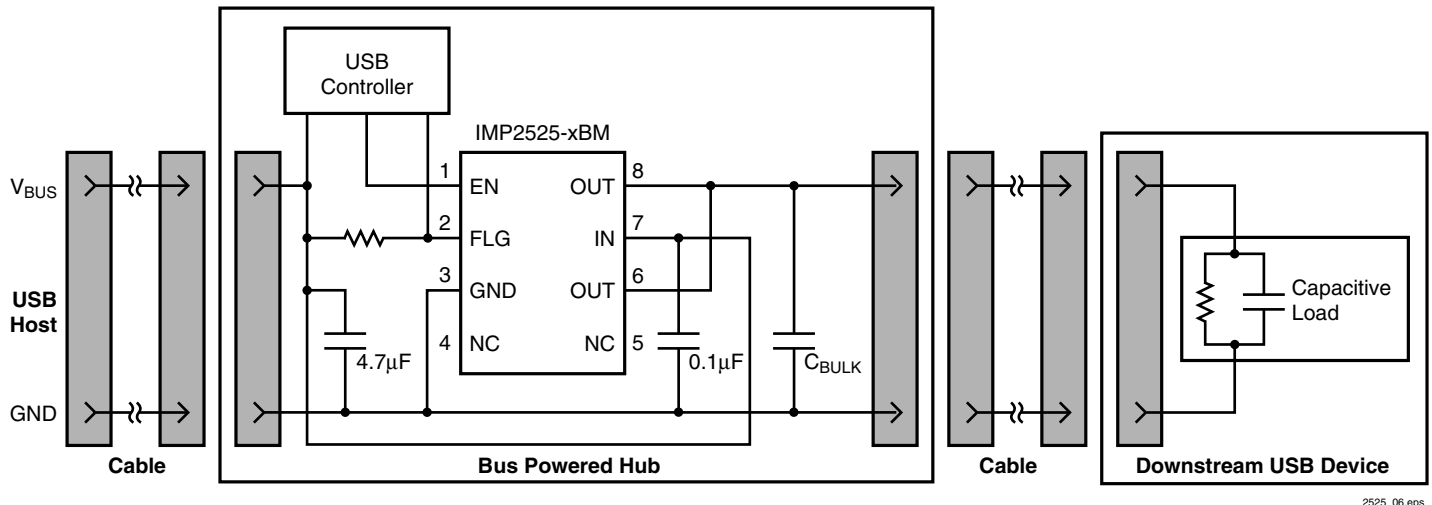 USB
Controller
IMP2525-xBM
VBUS
1
EN
OUT
8
2
FLG
IN
7
3
GND
OUT
6
4
NC
NC
5
USB
Host
4.7µF
0.1µF
CBULK
Capacitive
Load
GND
Cable
Bus Powered Hub
Cable
Downstream USB Device
2525_06.eps